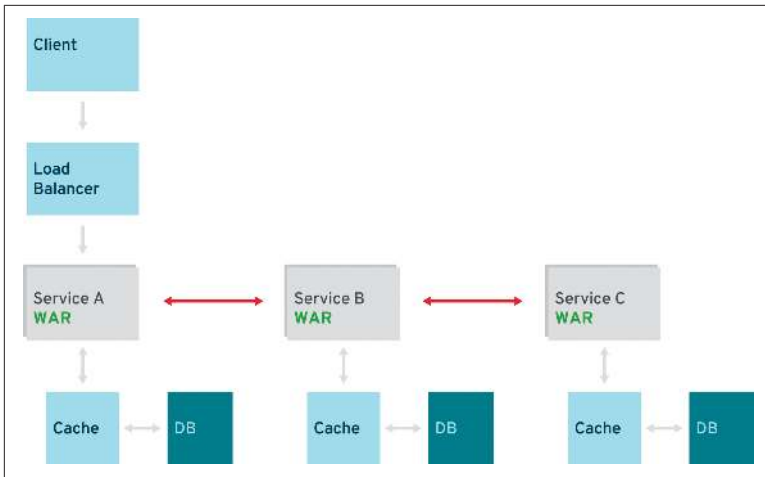 Client
Load
Balancer
Service A
WAR
Service B
WAR
Service C
WAR
Cache
DB
Cache
DB
Cache
DB